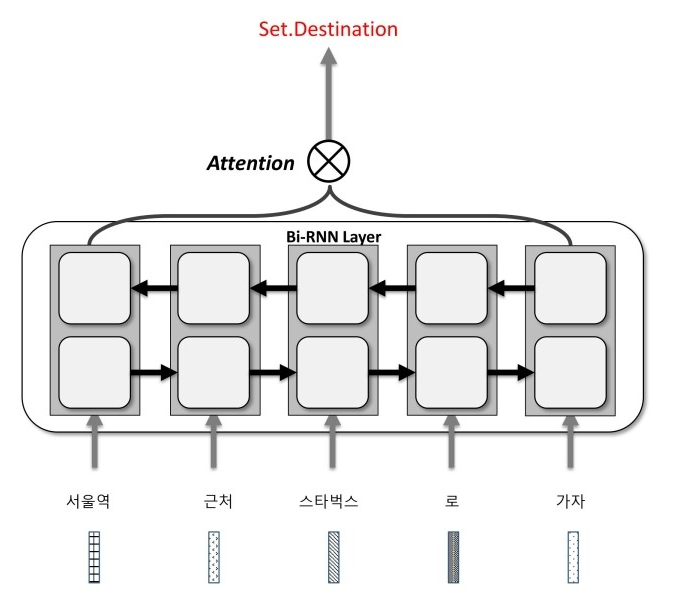 Set.Destination
Attention
Bi-RNN Layer
서울역 근처 스타벅스 로 가자